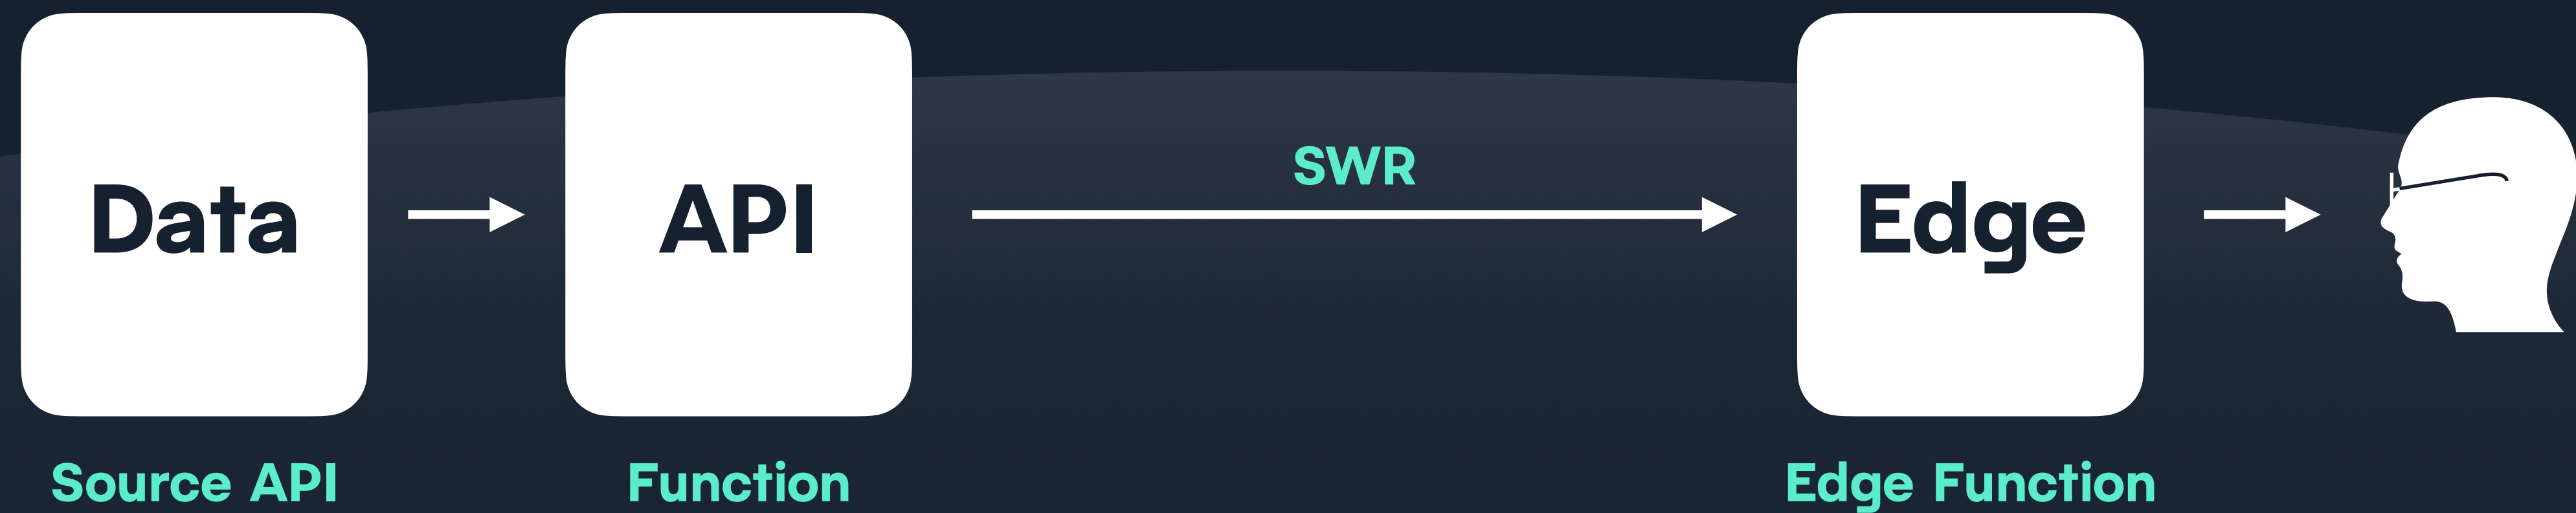 Data
API
SWR
Edge
Source API
Function
Edge Function